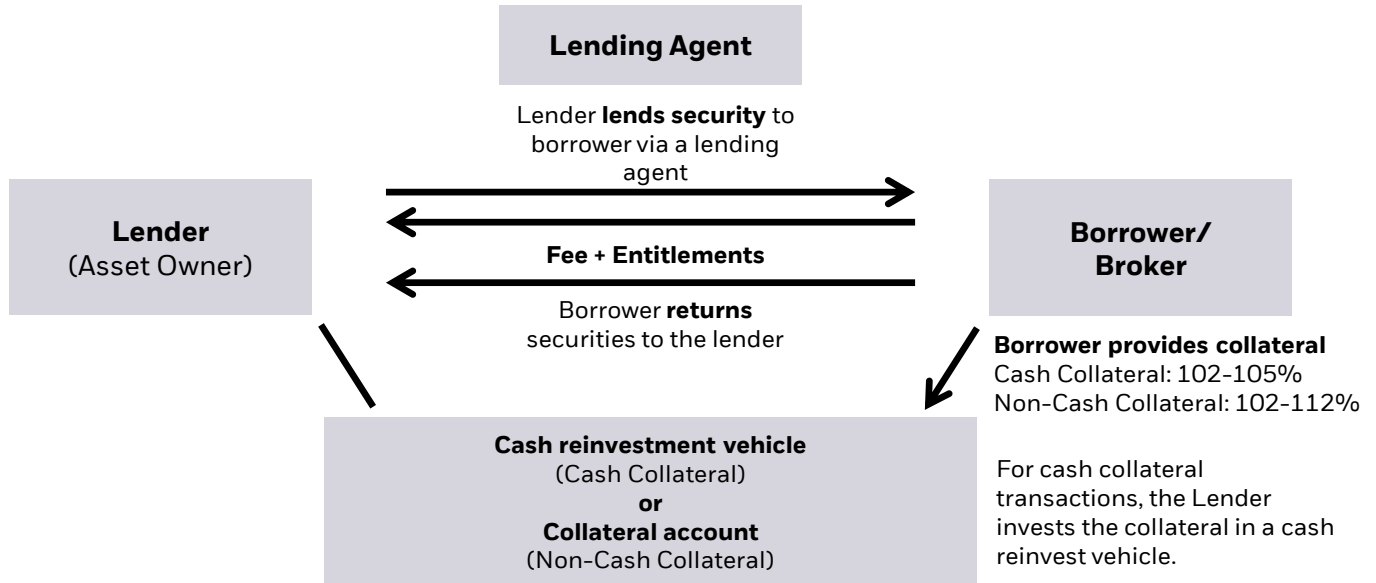 Lending Agent
Lender lends security to
borrower via a lending
agent
Lender
(Asset Owner)
Fee + Entitlements
Borrower returns
securities to the lender
Borrower/
Broker
Borrower provides collateral
Cash Collateral: 102-105%
Non-Cash Collateral: 102-112%
Cash reinvestment vehicle
(Cash Collateral)
or
Collateral account
(Non-Cash Collateral)
For cash collateral
transactions, the Lender
invests the collateral in a cash
reinvest vehicle.